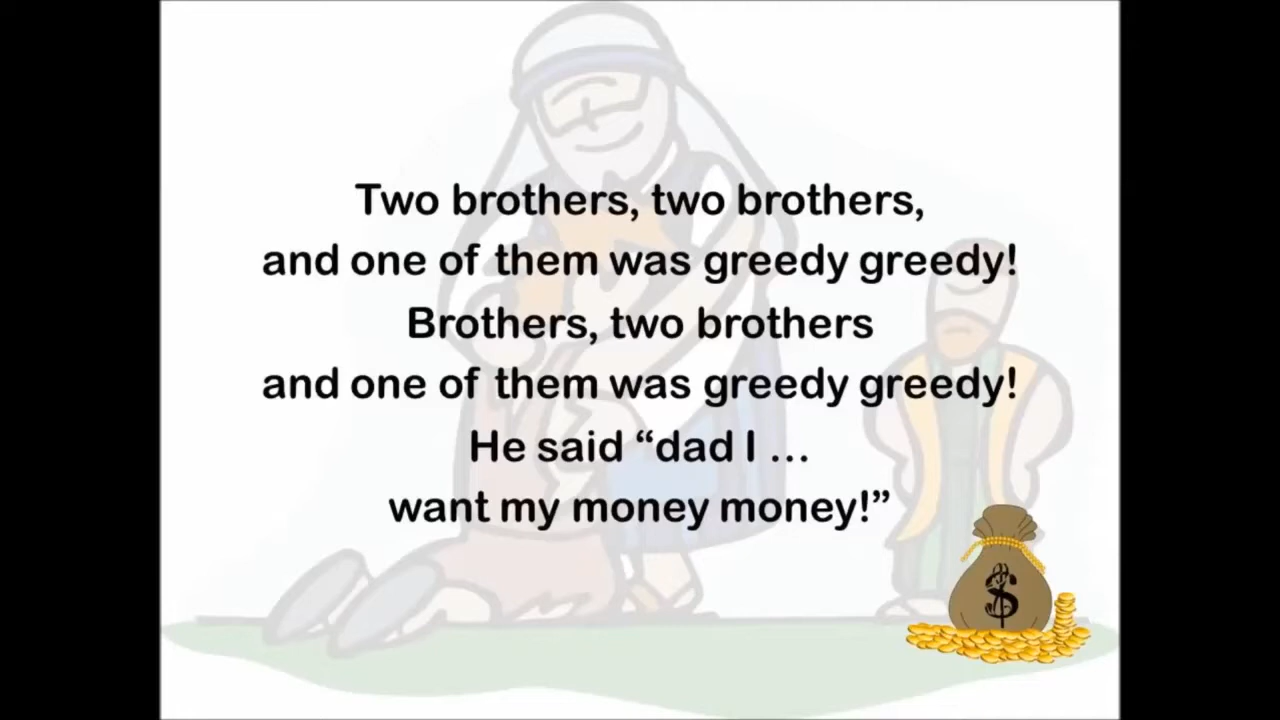 Two brothers, two brothers,
and one of them was greedy greedy!
Brothers, two brothers
and one of them was greedy greedy!
He said “dad I ...
want my money money!”
$